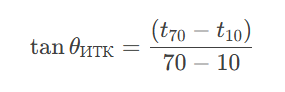 tan θ_ИТК = (t_70 − t_10) / (70 − 10)